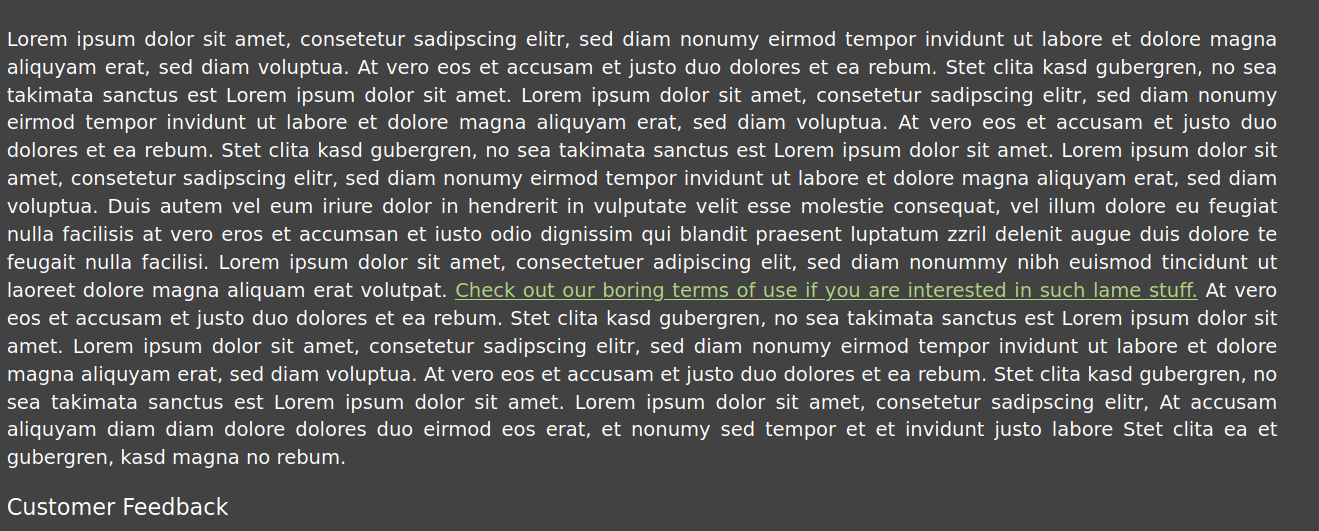 Lorem ipsum dolor sit amet, consetetur sadipscing elitr, sed diam nonumy eirmod tempor invidunt ut labore et dolore magna
aliquyam erat, sed diam voluptua. At vero eos et accusam et justo duo dolores et ea rebum. Stet clita kasd gubergren, no sea
takimata sanctus est Lorem ipsum dolor sit amet. Lorem ipsum dolor sit amet, consetetur sadipscing elitr, sed diam nonumy
eirmod tempor invidunt ut labore et dolore magna aliquyam erat, sed diam voluptua. At vero eos et accusam et justo duo
dolores et ea rebum. Stet clita kasd gubergren, no sea takimata sanctus est Lorem ipsum dolor sit amet. Lorem ipsum dolor sit
amet, consetetur sadipscing elitr, sed diam nonumy eirmod tempor invidunt ut labore et dolore magna aliquyam erat, sed diam
voluptua. Duis autem vel eum iriure dolor in hendrerit in vulputate velit esse molestie consequat, vel illum dolore eu feugiat
nulla facilisis at vero eros et accumsan et iusto odio dignissim qui blandit praesent luptatum zzril delenit augue duis dolore te
feugait nulla facilisi. Lorem ipsum dolor sit amet, consectetuer adipiscing elit, sed diam nonummy nibh euismod tincidunt ut
laoreet dolore magna aliquam erat volutpat. Check out our boring terms of use if you are interested in such lame stuff. At vero
eos et accusam et justo duo dolores et ea rebum. Stet clita kasd gubergren, no sea takimata sanctus est Lorem ipsum dolor sit
amet. Lorem ipsum dolor sit amet, consetetur sadipscing elitr, sed diam nonumy eirmod tempor invidunt ut labore et dolore
magna aliquyam erat, sed diam voluptua. At vero eos et accusam et justo duo dolores et ea rebum. Stet clita kasd gubergren, no
sea takimata sanctus est Lorem ipsum dolor sit amet. Lorem ipsum dolor sit amet, consetetur sadipscing elitr, At accusam
aliquyam diam diam dolore dolores duo eirmod eos erat, et nonumy sed tempor et et invidunt justo labore Stet clita ea et
gubergren, kasd magna no rebum.
Customer Feedback